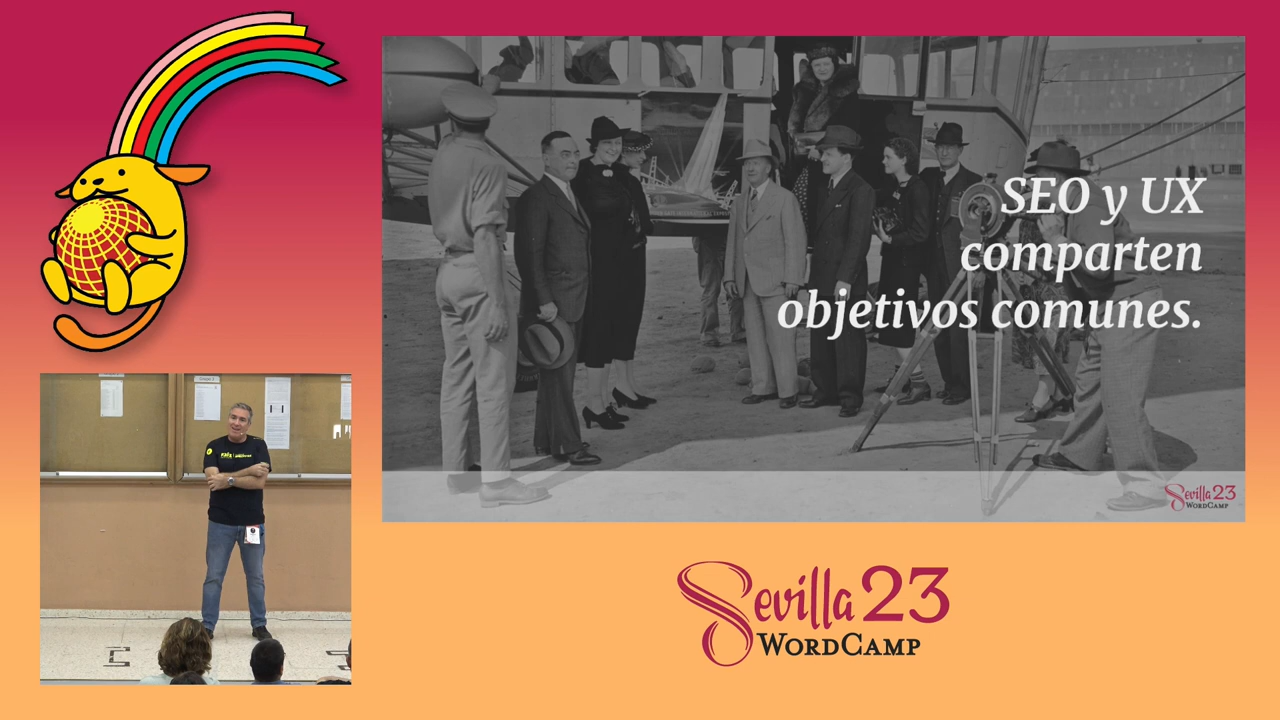 SEO y UX
comparten
objetivos comunes.
Sevilla 23
WORDCAMP
Sevilla 23
WORDCAMP